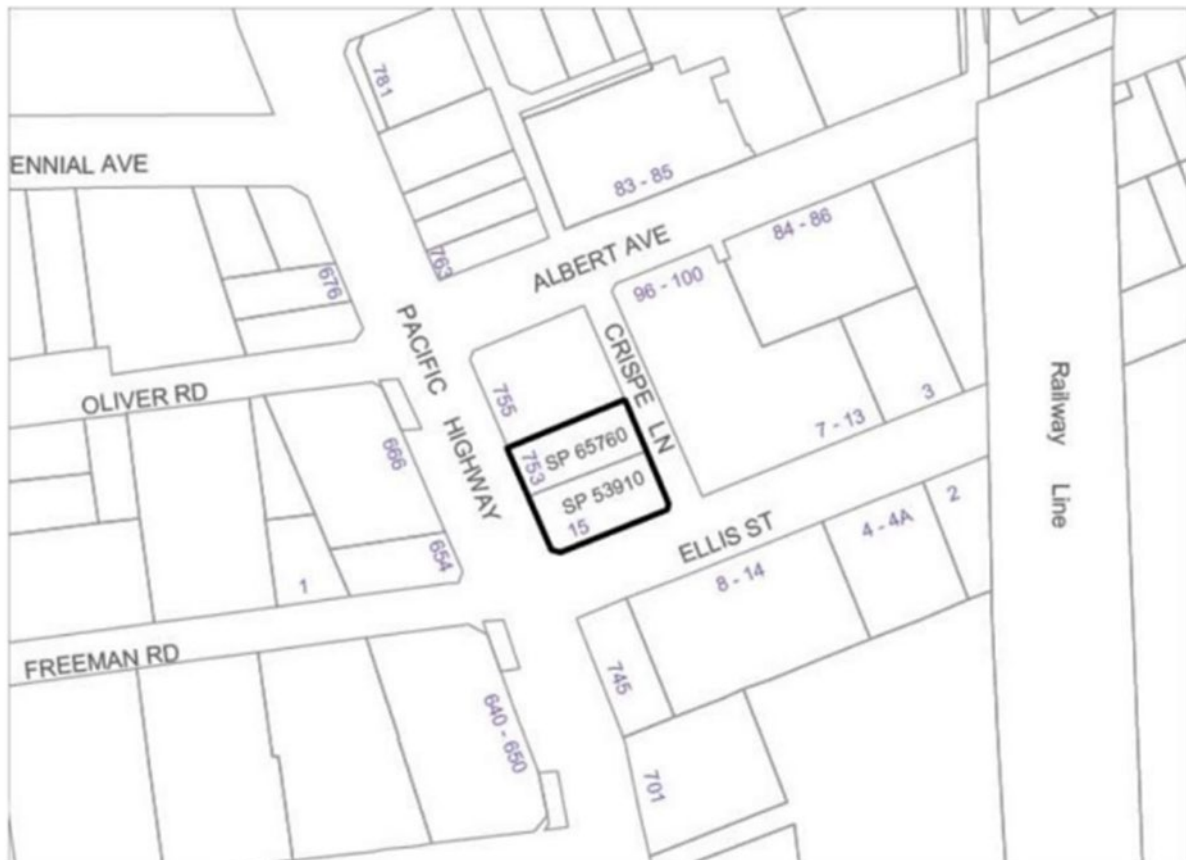 781
ENNIAL AVE
83 - 85
84 - 86
ALBERT AVE
763
676
96 - 100
PACIFIC HIGHWAY
CRISPE LN
OLIVER RD
755
3
7 - 13
Railway Line
666
753
SP 65760
SP 53910
15
2
4 - 4A
ELLIS ST
654
8 - 14
1
FREEMAN RD
745
640 - 650
701